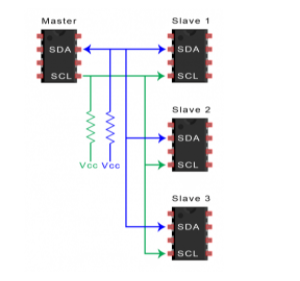 Master
SDA
SCL
Slave 1
SDA
SCL
Slave 2
SDA
SCL
Vcc Vcc
Slave 3
SDA
SCL